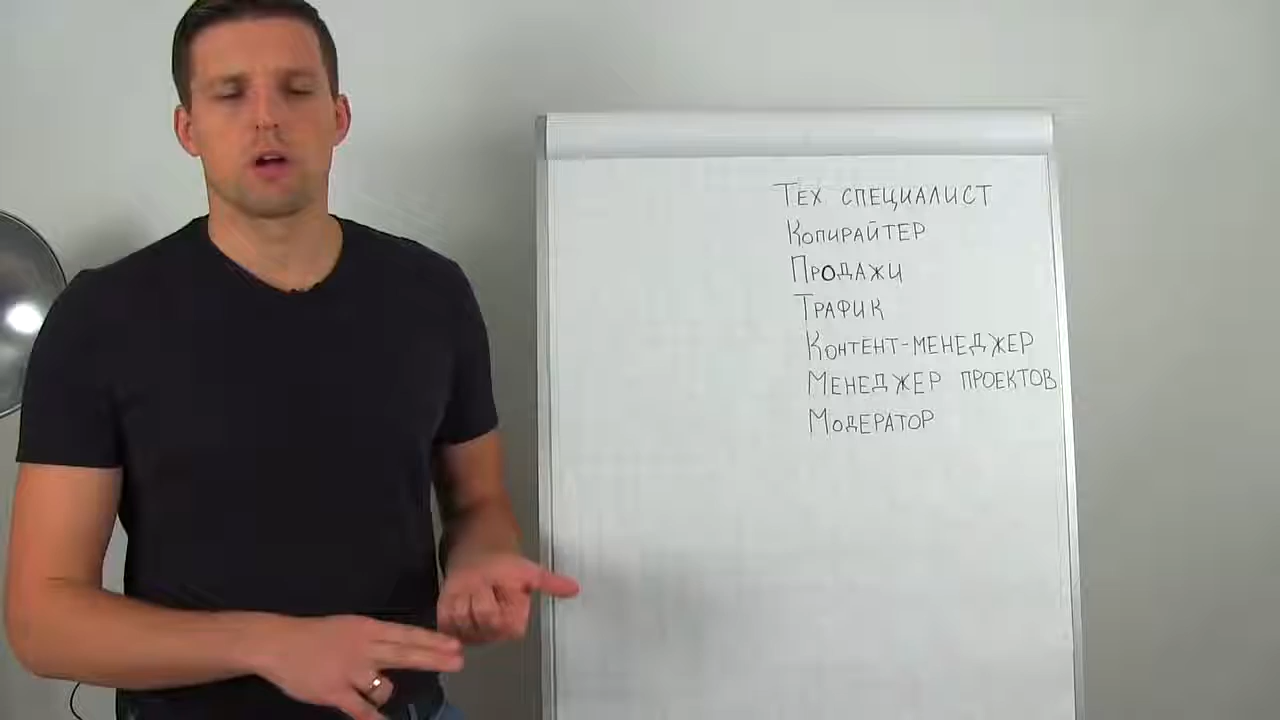 Тех специалист
Копирайтер
Продажи
Трафик
Контент-менеджер
Менеджер проектов
Модератор